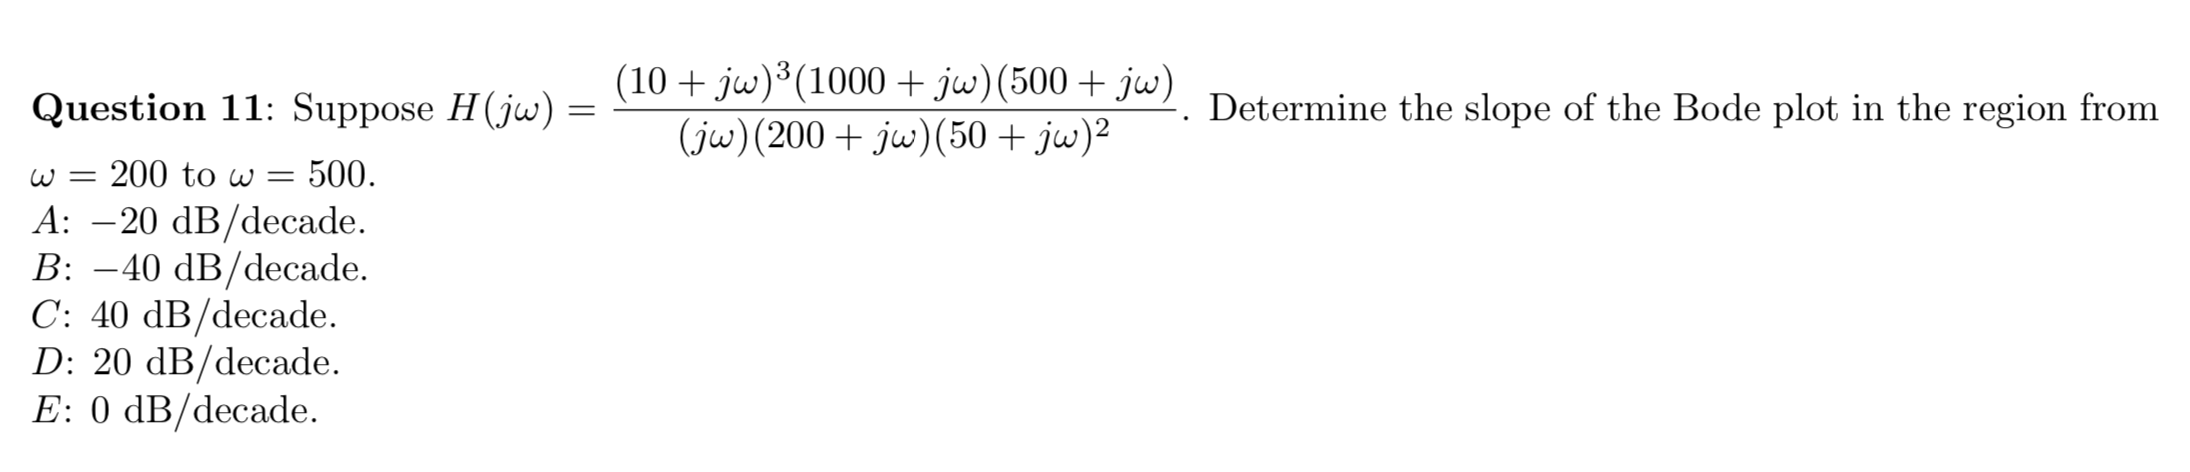 Question 11: Suppose H(jω) = \frac{(10 + jω)^3(1000 + jω)(500 + jω)}{(jω)(200 + jω)(50 + jω)^2}. Determine the slope of the Bode plot in the region from
ω = 200 to ω = 500.
A: −20 dB/decade.
B: −40 dB/decade.
C: 40 dB/decade.
D: 20 dB/decade.
E: 0 dB/decade.